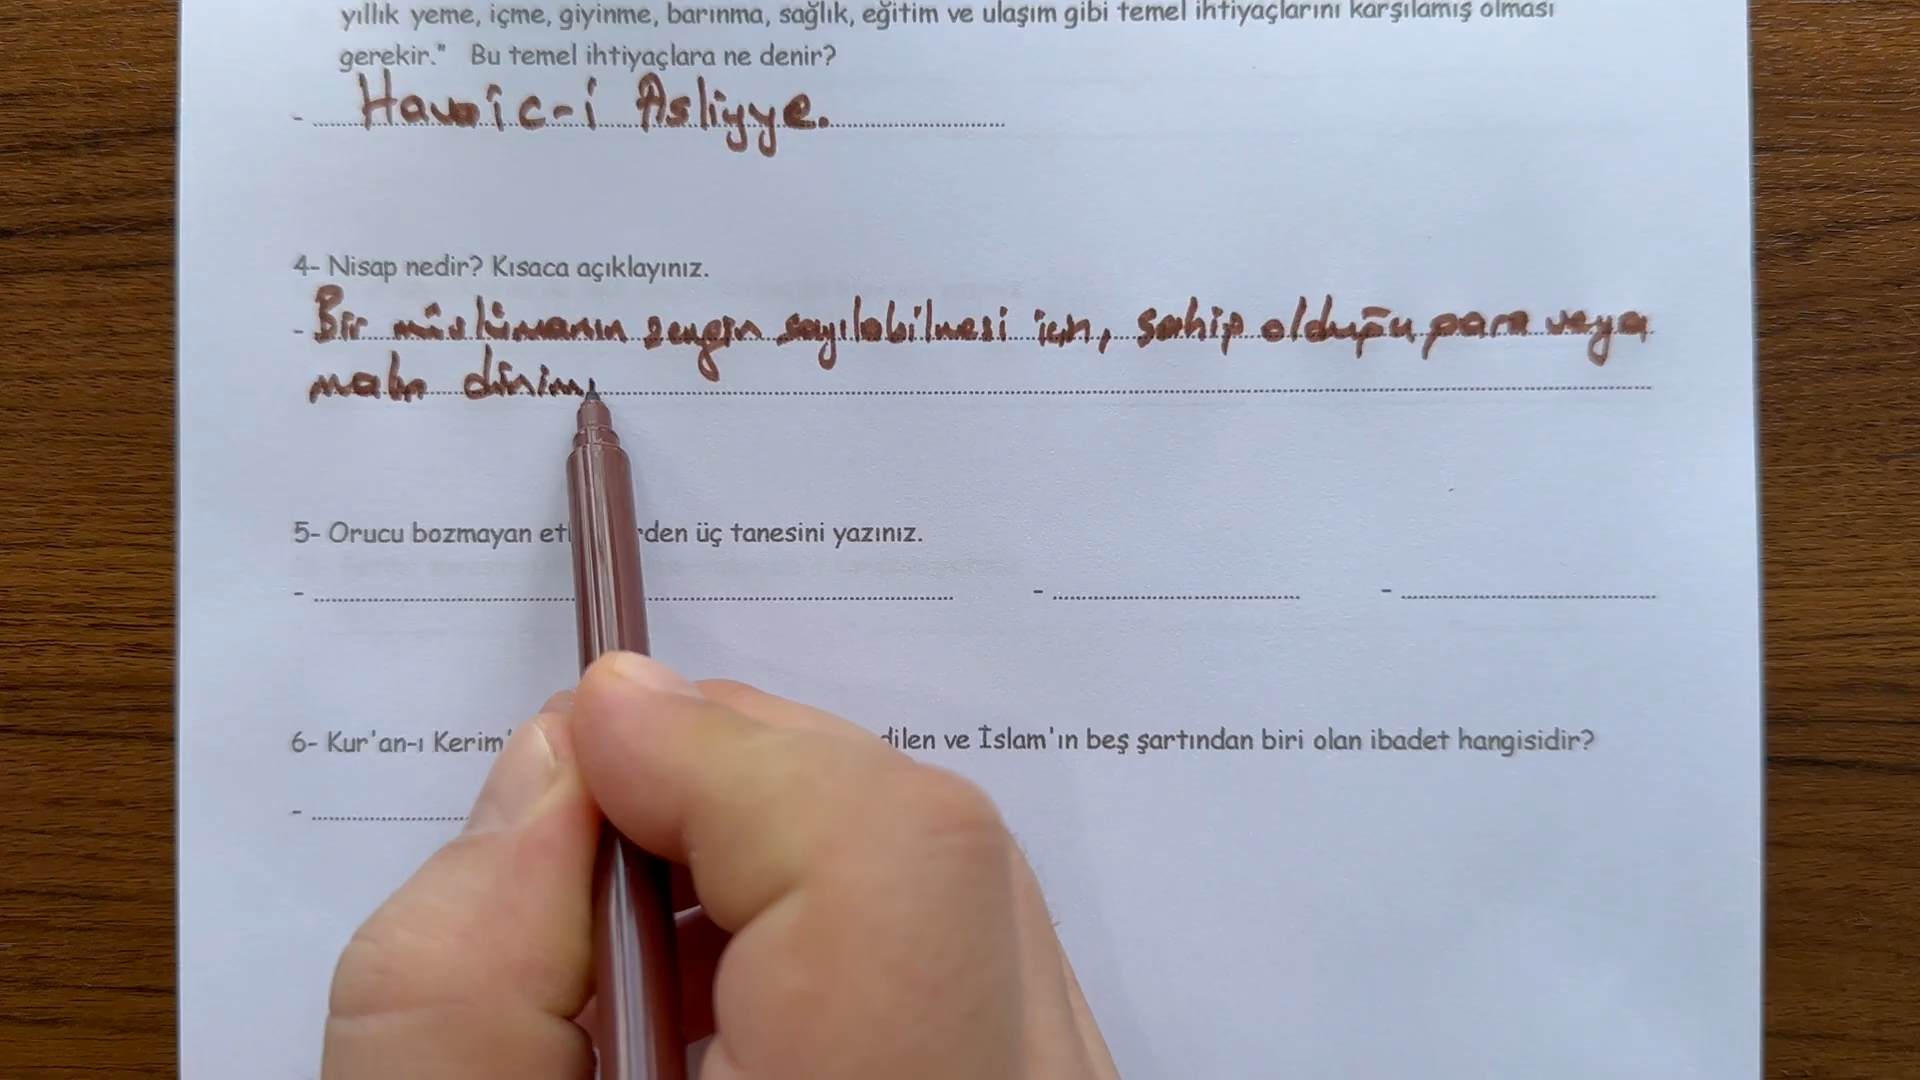 yıllık yeme, içme, giyinme, barınma, sağlık, eğitim ve ulaşım gibi temel ihtiyaçlarını karşılamış olması
gerekir." Bu temel ihtiyaçlara ne denir?
- Havaic-i Asliyye.
4- Nisap nedir? Kısaca açıklayınız.
- Bir müslümanın zengin sayılabilmesi için, sahip olduğu para veya
malın dinim
5- Orucu bozmayan den üç tanesini yazınız.
- - -
6- Kur'an-ı Kerim' dilen ve İslam'ın beş şartından biri olan ibadet hangisidir?
-